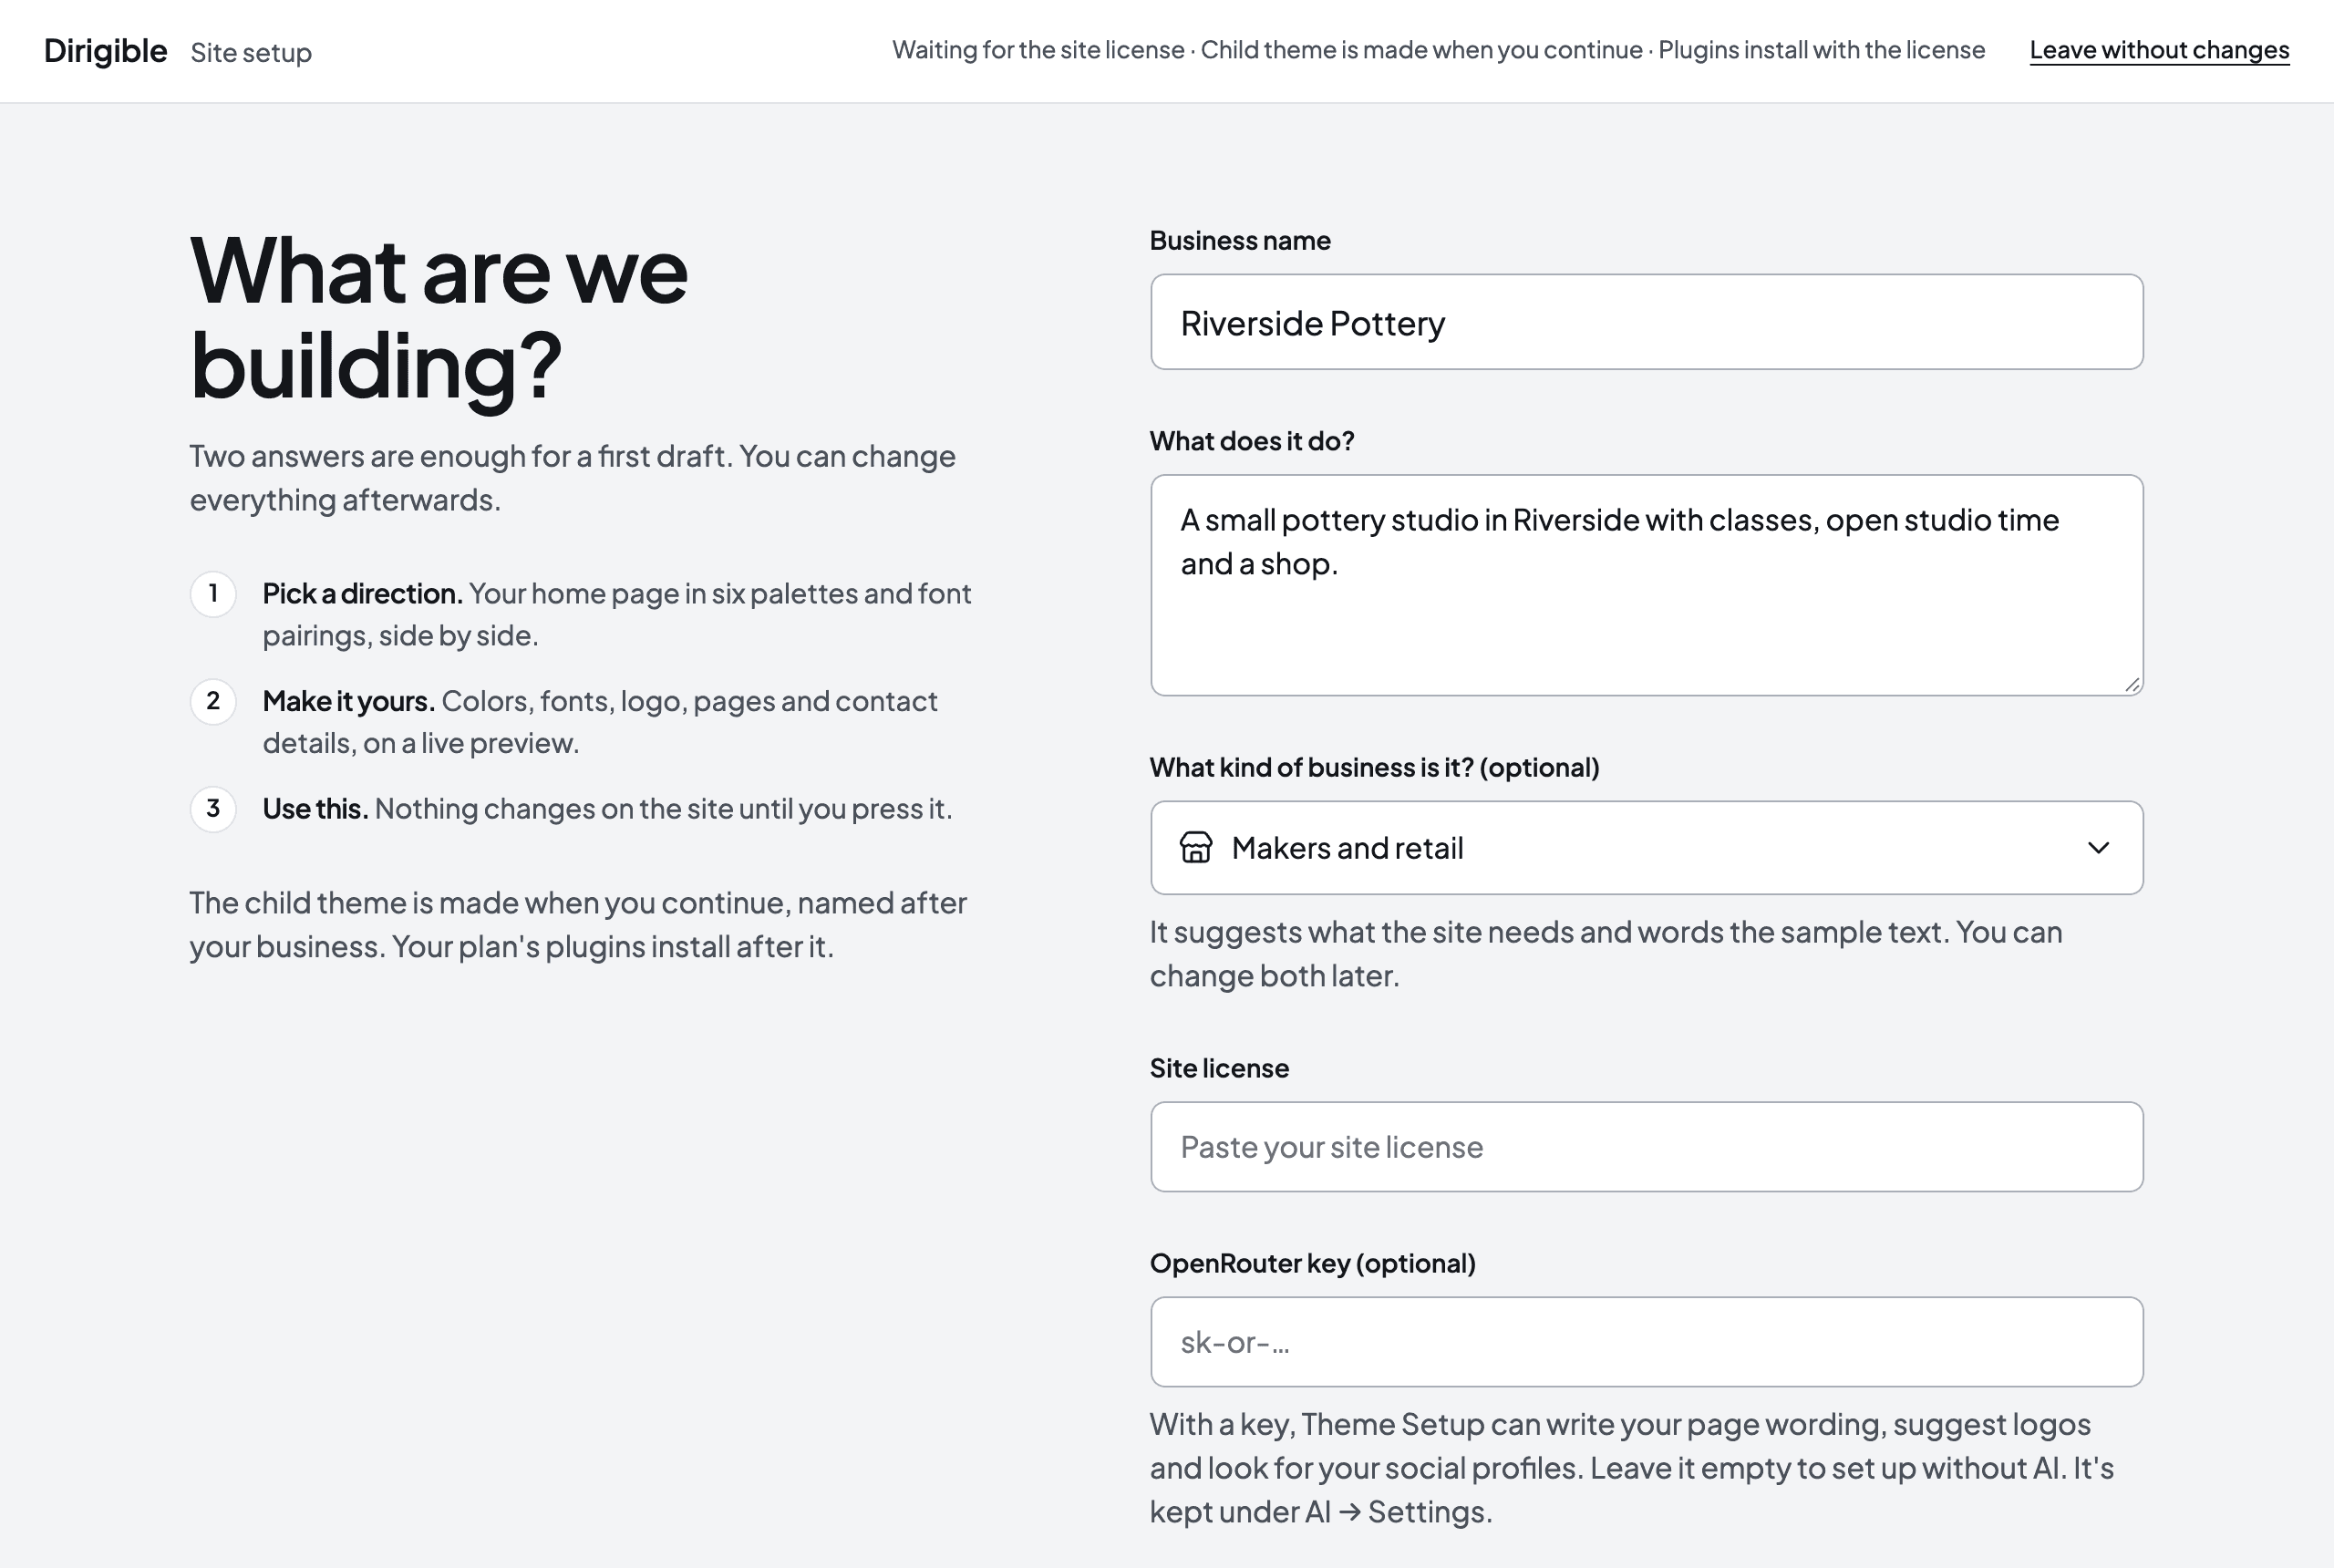 Dirigible Site setup
Waiting for the site license · Child theme is made when you continue · Plugins install with the license
Leave without changes
What are we
building?
Two answers are enough for a first draft. You can change
everything afterwards.
1 Pick a direction. Your home page in six palettes and font
pairings, side by side.
2 Make it yours. Colors, fonts, logo, pages and contact
details, on a live preview.
3 Use this. Nothing changes on the site until you press it.
The child theme is made when you continue, named after
your business. Your plan's plugins install after it.
Business name
Riverside Pottery
What does it do?
A small pottery studio in Riverside with classes, open studio time
and a shop.
What kind of business is it? (optional)
Makers and retail
It suggests what the site needs and words the sample text. You can
change both later.
Site license
Paste your site license
OpenRouter key (optional)
sk-or-…
With a key, Theme Setup can write your page wording, suggest logos
and look for your social profiles. Leave it empty to set up without AI. It's
kept under AI → Settings.